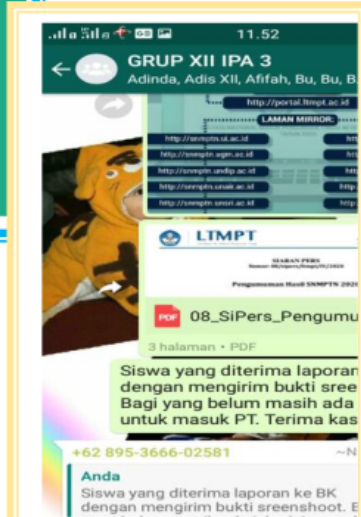 11.52
GRUP XII IPA 3
Adinda, Adis XII, Afifah, Bu, Bu, B
http://portal.ltmpt.ac.id
LAMAN MIRROR:
http://snmptn.ui.ac.id
http://snmptn.ugm.ac.id
http://snmptn.undip.ac.id
http://snmptn.unair.ac.id
http://snmptn.unsri.ac.id
LTMPT
SIARAN PERS
Pengumuman Hasil SNMPTN 2020
PDF
08_SiPers_Pengumu
3 halaman • PDF
Siswa yang diterima laporan
dengan mengirim bukti sree
Bagi yang belum masih ada
untuk masuk PT. Terima kas
+62 895-3666-02581 ~N
Anda
Siswa yang diterima laporan ke BK
dengan mengirim bukti sreenshoot. B